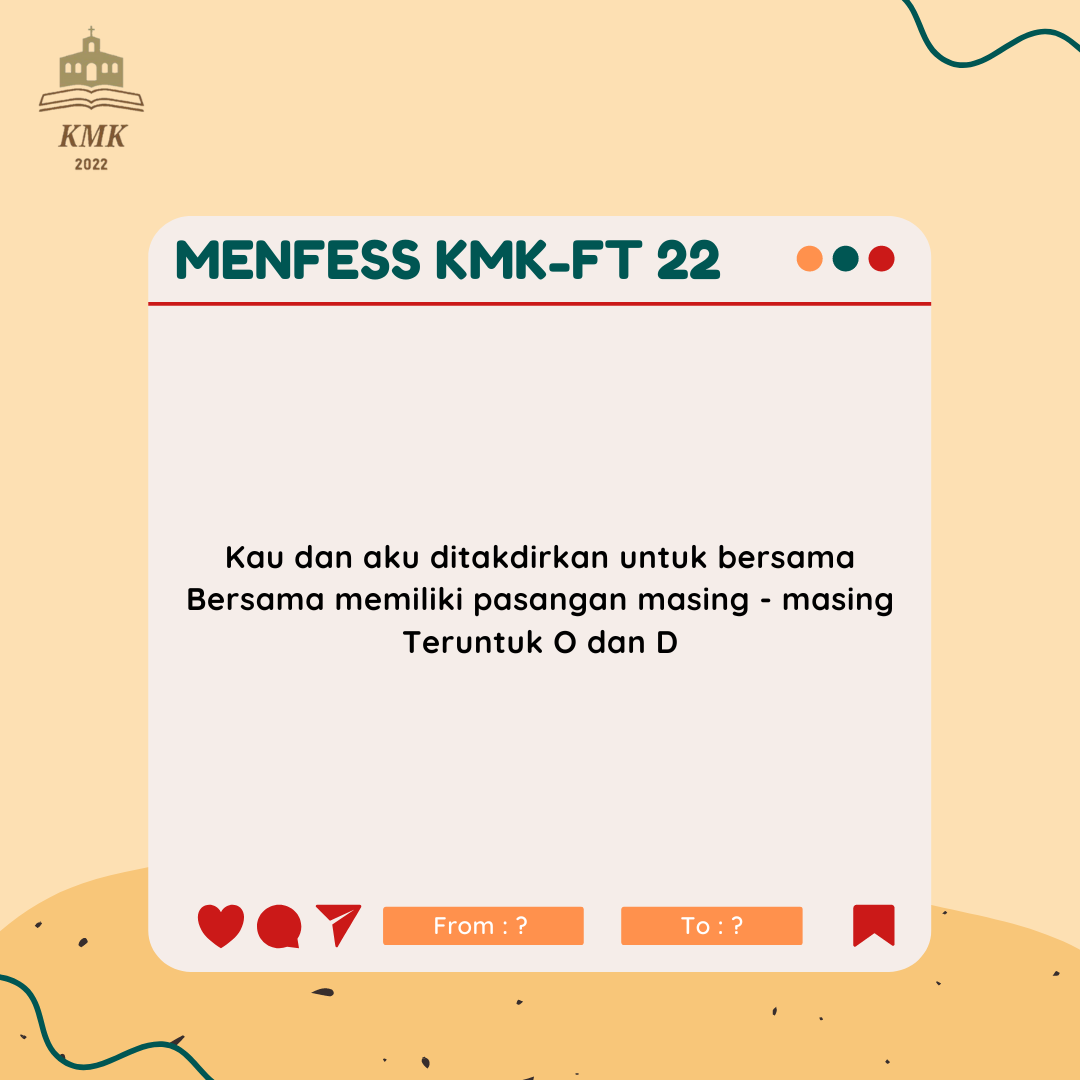 KMK
2022
MENFESS KMK-FT 22
Kau dan aku ditakdirkan untuk bersama
Bersama memiliki pasangan masing - masing
Teruntuk O dan D
From : ?
To : ?